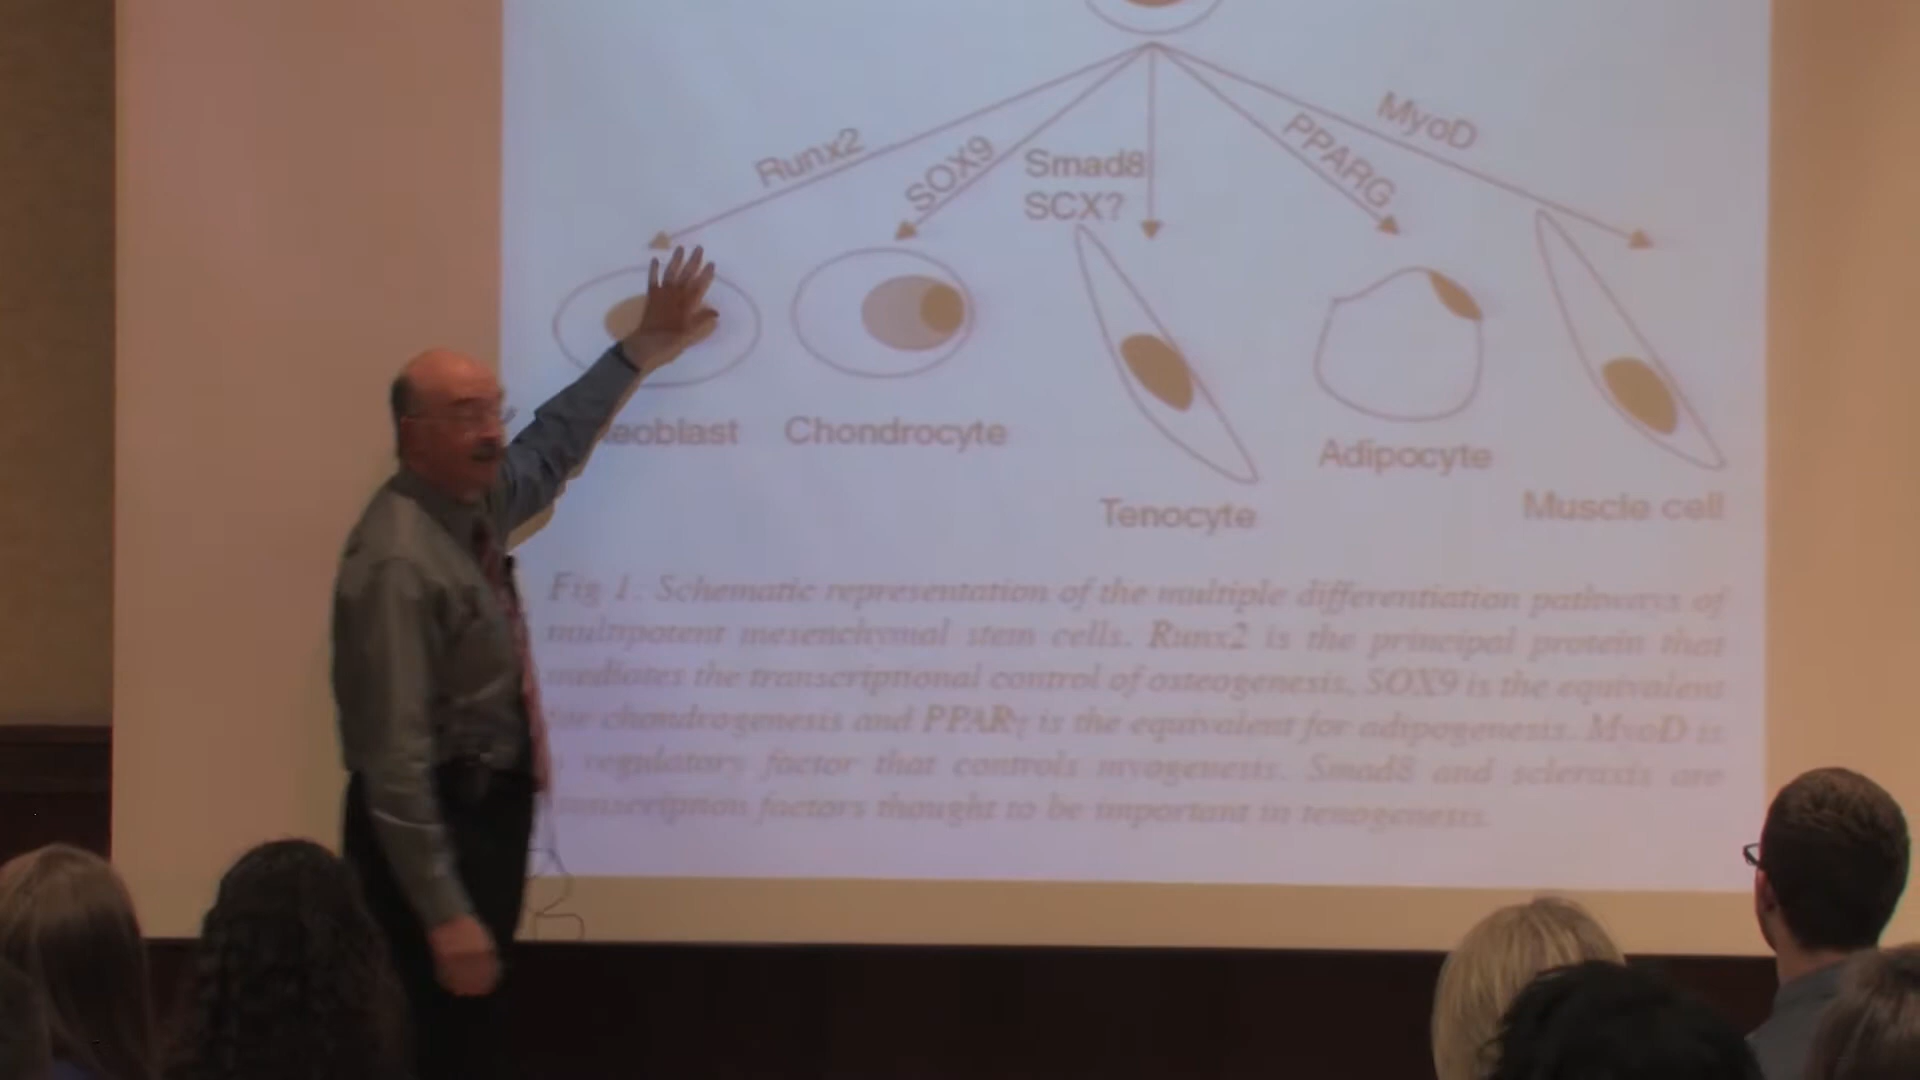 MyoD
Runx2
SOX9
Smad8
PPARG
SCX?
eoblast
Chondrocyte
Adipocyte
Tenocyte
Muscle cell
Fig 1. Schematic representation of the multiple differentiation pathways of
multipotent mesenchymal stem cells. Runx2 is the principal protein that
mediates the transcriptional control of osteogenesis. SOX9 is the equivalent
chondrogenesis and PPARγ is the equivalent for adipogenesis. MyoD is
regulatory factor that controls myogenesis. Smad8 and scleraxis are
transcription factors thought to be important in tenogenesis.